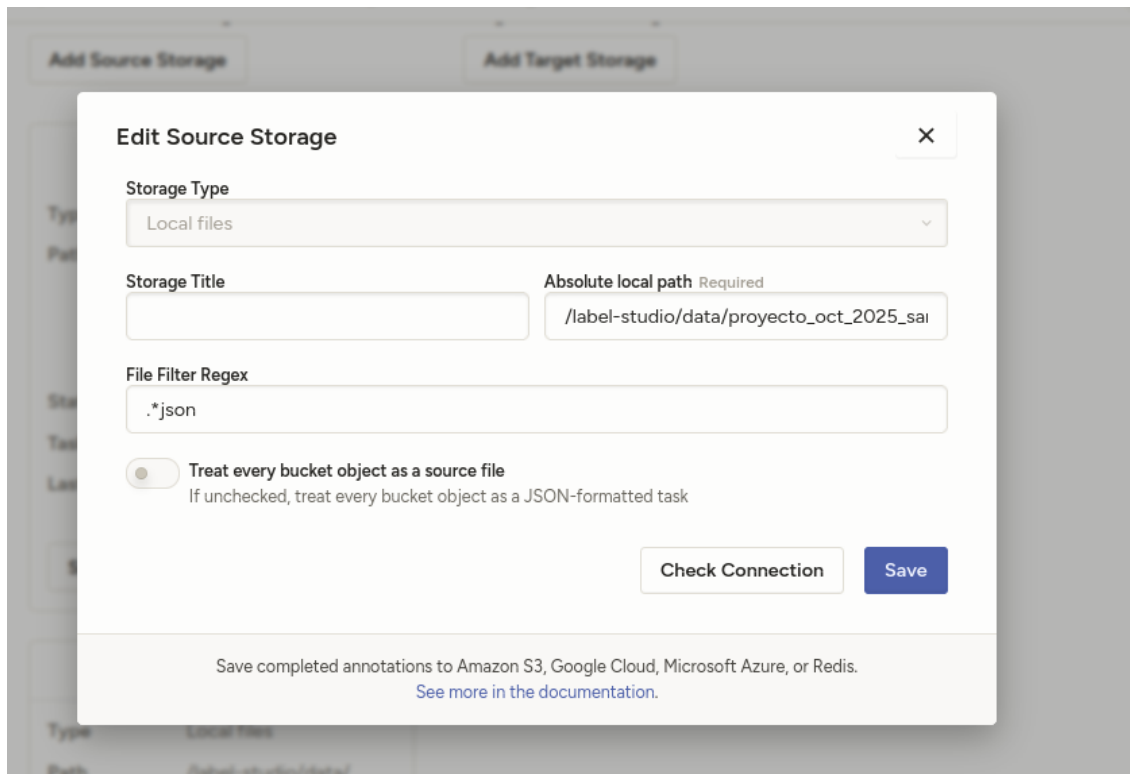 Add Source Storage
Add Target Storage
Edit Source Storage
Storage Type
Local files
Storage Title
Absolute local path Required
/label-studio/data/proyecto_oct_2025_sar
File Filter Regex
.*json
Treat every bucket object as a source file
If unchecked, treat every bucket object as a JSON-formatted task
Check Connection
Save
Save completed annotations to Amazon S3, Google Cloud, Microsoft Azure, or Redis.
See more in the documentation.
Type
Local files
Path
/label-studio/data/